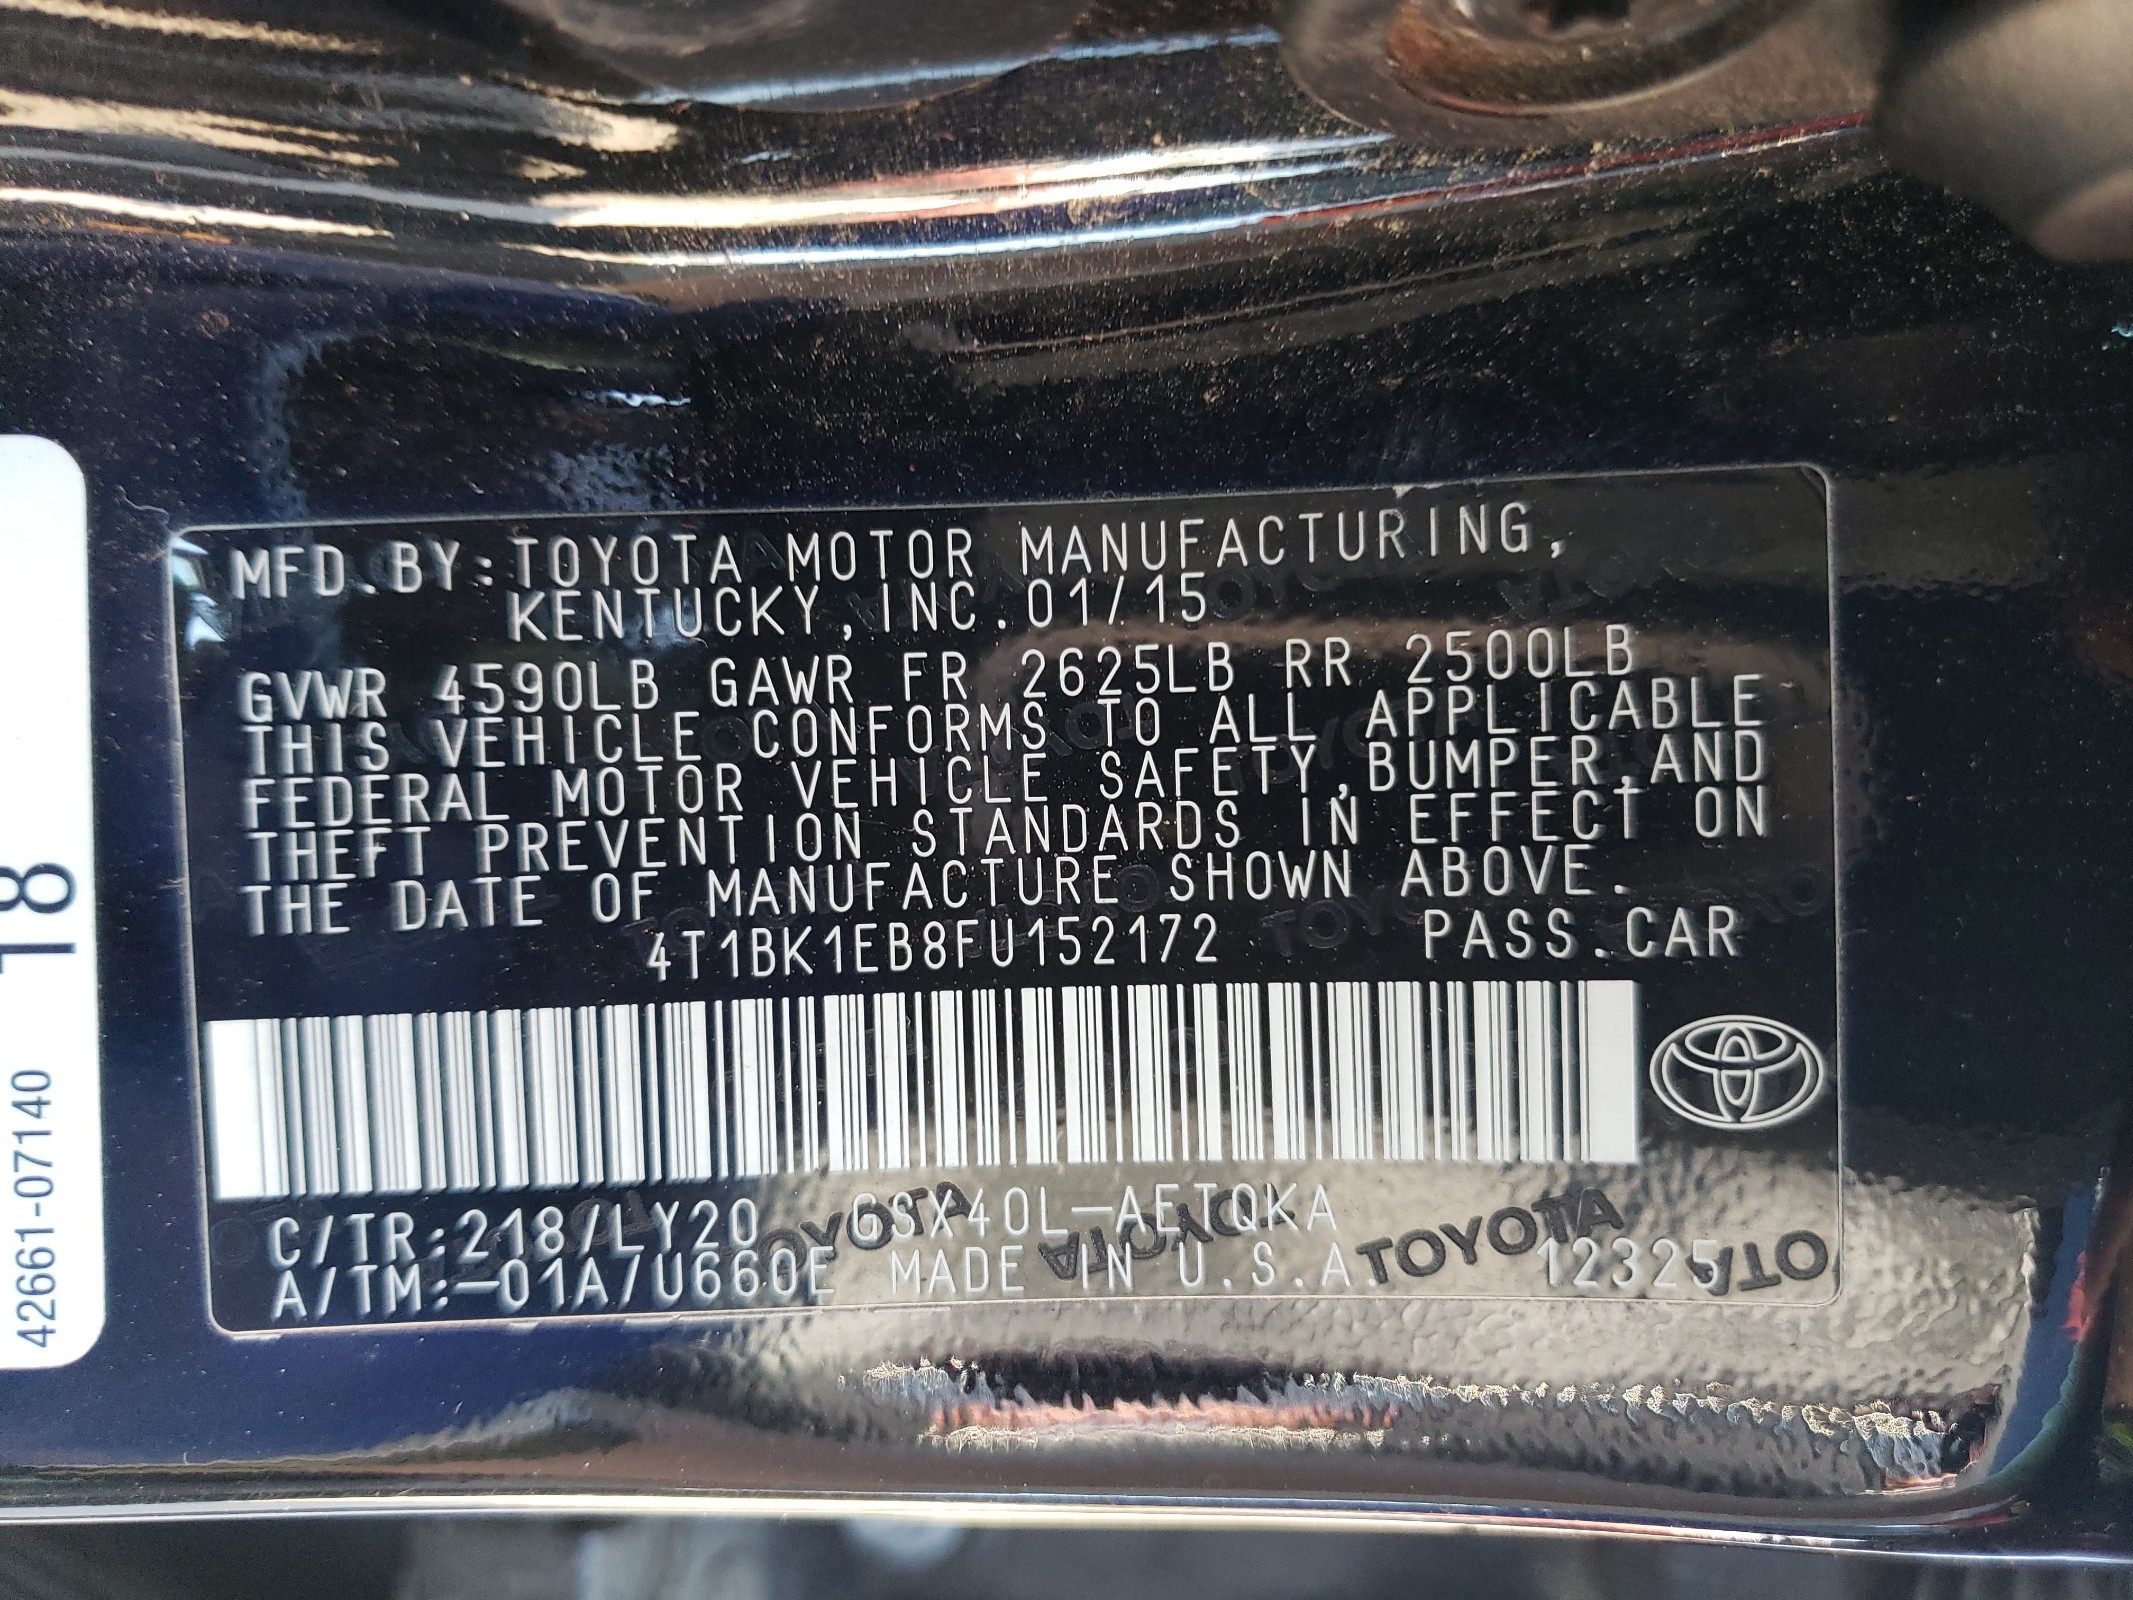 MFD.BY:TOYOTA MOTOR MANUFACTURING,
KENTUCKY, INC.01/15
GVWR 4590LB GAWR FR 2625LB RR 2500LB
THIS VEHICLE CONFORMS TO ALL APPLICABLE
FEDERAL MOTOR VEHICLE SAFETY,BUMPER,AND
THEFT PREVENTION STANDARDS IN EFFECT ON
THE DATE OF MANUFACTURE SHOWN ABOVE.
4T1BK1EB8FU152172 PASS.CAR
C/TR:218/LY20 GSX40L-AETQKA
A/TM:-01A/U660E MADE IN U.S.A. 12325
TOYOTA
TOYOTA
TOYOTA
18
42661-07140